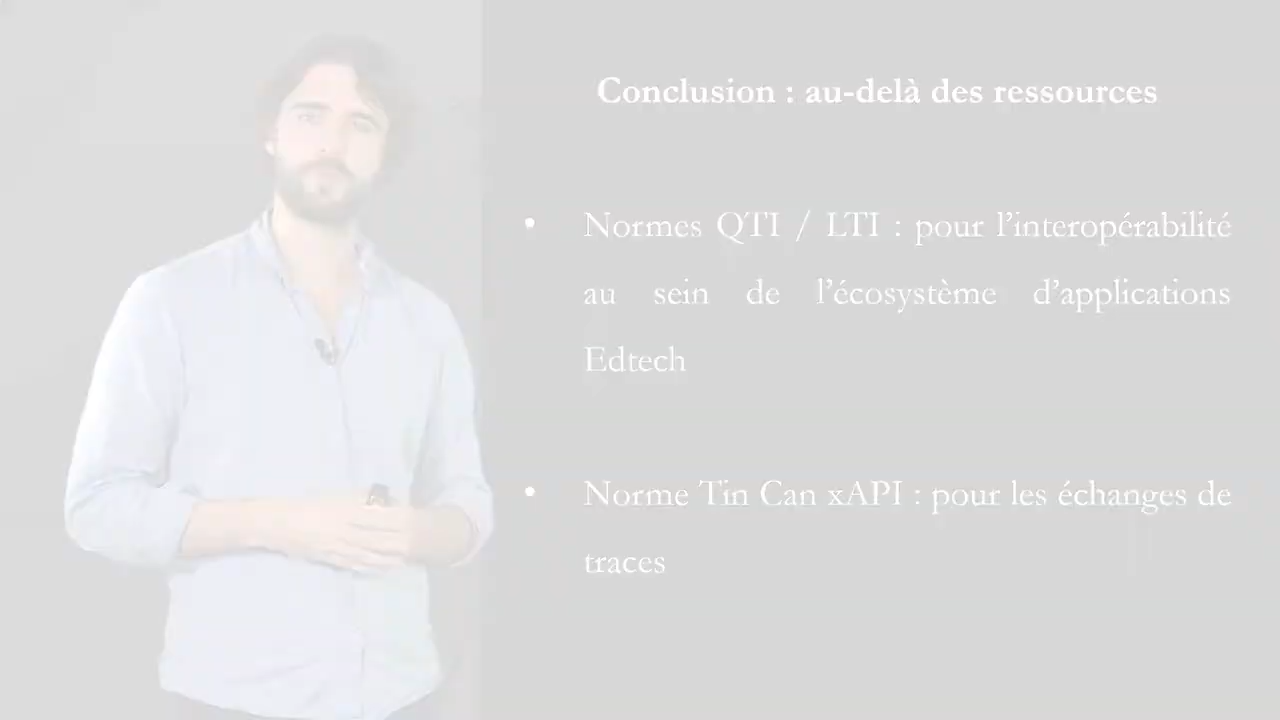 Conclusion : au-delà des ressources
• Normes QTI / LTI : pour l’interopérabilité
au sein de l’écosystème d’applications
Edtech
• Norme Tin Can xAPI : pour les échanges de
traces